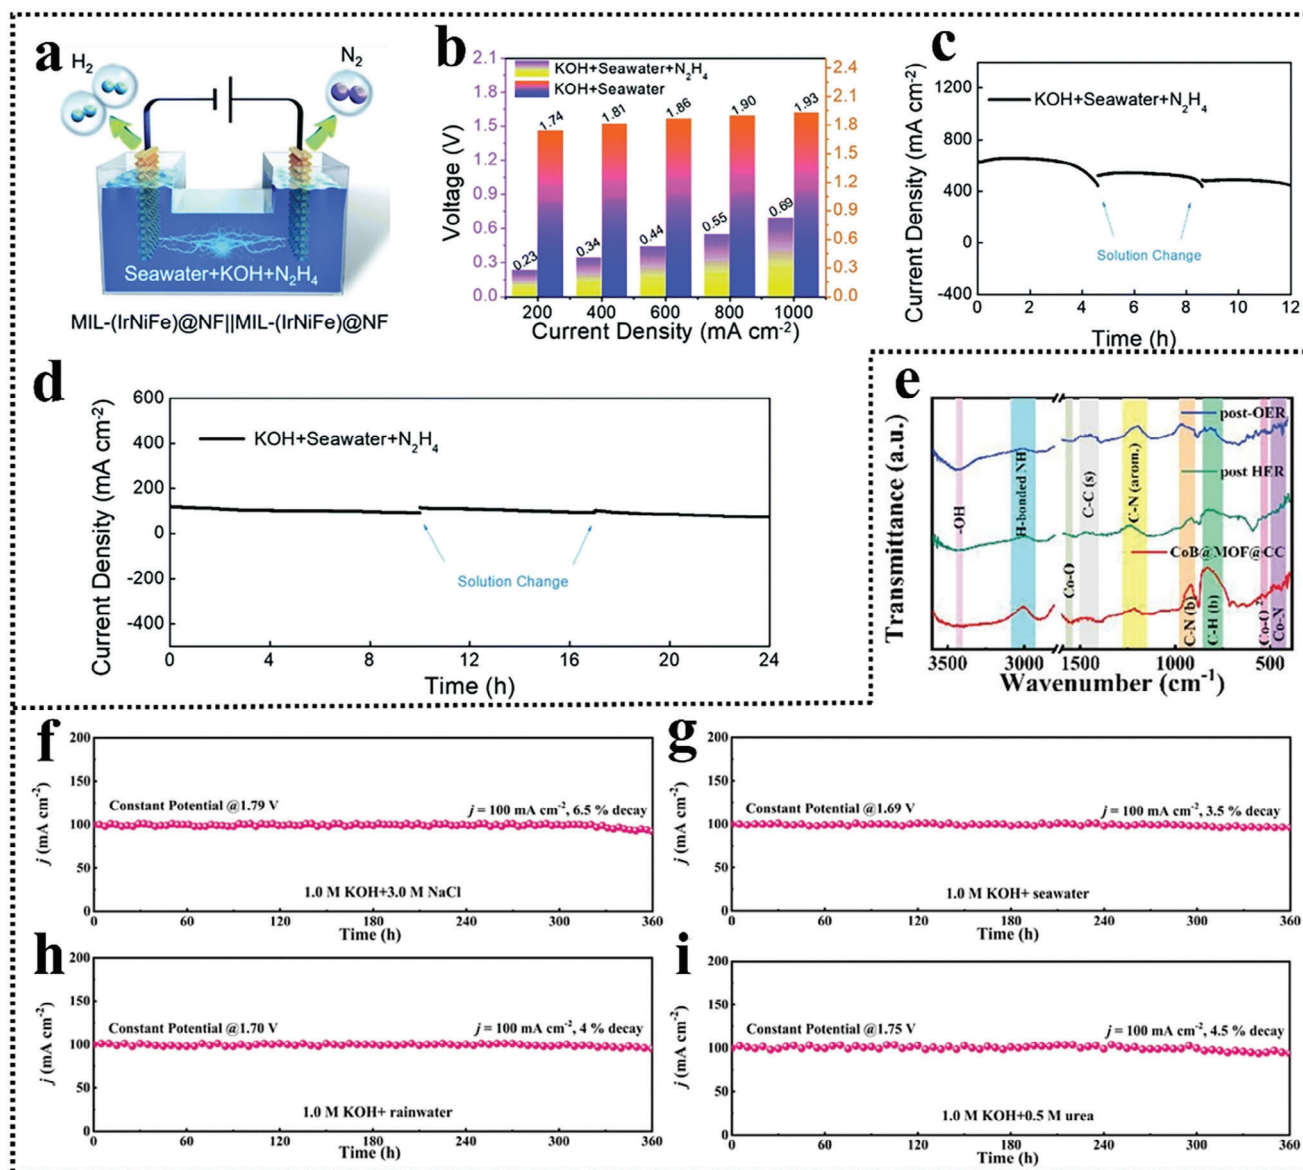 a
H2
N2
Seawater+KOH+N2H4
MIL-(IrNiFe)@NF||MIL-(IrNiFe)@NF
b
Voltage (V)
2.1
1.8
1.5
1.2
0.9
0.6
0.3
0.0
KOH+Seawater+N2H4
KOH+Seawater
1.74
1.81
1.86
1.90
1.93
0.23
0.34
0.44
0.55
0.69
2.4
2.1
1.8
1.5
1.2
0.9
0.6
0.3
0.0
200 400 600 800 1000
Current Density (mA cm-2)
c
Current Density (mA cm-2)
1200
800
400
0
-400
KOH+Seawater+N2H4
Solution Change
0 2 4 6 8 10 12
Time (h)
d
Current Density (mA cm-2)
600
400
200
0
-200
-400
KOH+Seawater+N2H4
Solution Change
0 4 8 12 16 20 24
Time (h)
e
Transmittance (a.u.)
post-OER
post HER
CoB@MOF@CC
-OH
H-bonded NH
Co-O
C-C (s)
C-N (arom.)
C-N (b)
C-H (b)
Co-O
Co-N
3500 3000 1500 1000 500
Wavenumber (cm-1)
f
j (mA cm-2)
200
150
100
50
0
Constant Potential @1.79 V
j = 100 mA cm-2, 6.5 % decay
1.0 M KOH+3.0 M NaCl
0 60 120 180 240 300 360
Time (h)
g
j (mA cm-2)
200
150
100
50
0
Constant Potential @1.69 V
j = 100 mA cm-2, 3.5 % decay
1.0 M KOH+ seawater
0 60 120 180 240 300 360
Time (h)
h
j (mA cm-2)
200
150
100
50
0
Constant Potential @1.70 V
j = 100 mA cm-2, 4 % decay
1.0 M KOH+ rainwater
0 60 120 180 240 300 360
Time (h)
i
j (mA cm-2)
200
150
100
50
0
Constant Potential @1.75 V
j = 100 mA cm-2, 4.5 % decay
1.0 M KOH+0.5 M urea
0 60 120 180 240 300 360
Time (h)